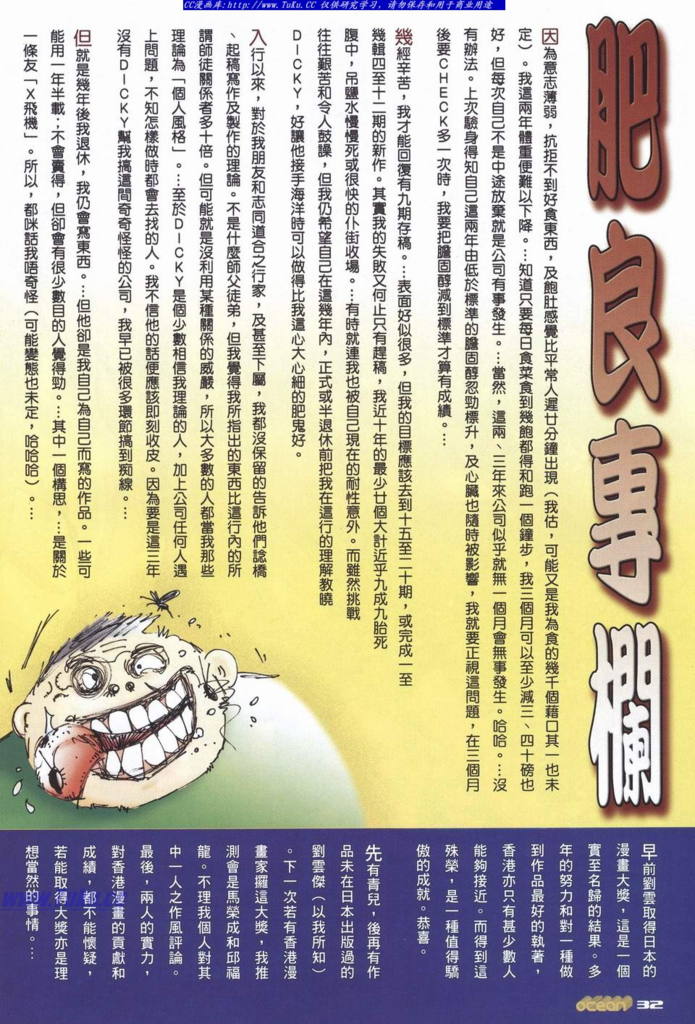 CC漫画库:http://www.TuKu.CC 仅供研究学习，请勿保存和用于商业用途
肥良專欄
因為意志薄弱，抗拒不到好食東西，及飽肚感覺比平常人遲廿分鐘出現（我估，可能又是我為食的幾千個藉口其一也未
定）。我這兩年體重便難以下降。…知道只要每日食菜食到幾飽都得和跑一個鐘步，我三個月可以至少減三、四十磅也
好，但每次自己不是中途放棄就是公司有事發生。…當然，這兩、三年來公司似乎就無一個月會無事發生。哈哈。…沒
有辦法。上次驗身得知自己這兩年由低於標準的膽固醇忽勁標升，及心臟也隨時被影響，我就要正視這問題，在三個月
後要CHECK多一次時，我要把膽固醇減到標準才算有成績。…
幾經辛苦，我才能回復有九期存稿。…表面好似很多，但我的目標應該去到十五至二十期，或完成一至
幾輯四至十二期的新作。其實我的失敗又何止只有趕稿，我近十年的最少廿個大計近乎九成九胎死
腹中，吊鹽水慢慢死或很快的仆街收場。…有時就連我也被自己現在的耐性意外。而雖然挑戰
往往艱苦和令人鼓譟，但我仍希望自己在這幾年內，正式或半退休前把我在這行的理解教曉
DICKY，好讓他接手海洋時可以做得比我這心大心細的肥鬼好。
入行以來，對於我朋友和志同道合之行家，及甚至下屬，我都沒保留的告訴他們諗橋
、起稿寫作及製作的理論。不是什麼師父徒弟，但我覺得我所指出的東西比這行內的所
謂師徒關係者多十倍。但可能就是沒利用某種關係的威嚴，所以大多數的人都當我那些
理論為「個人風格」。…至於DICKY是個少數相信我理論的人，加上公司任何人遇
上問題，不知怎樣做時都會去找的人。我不信他的話便應該即刻收皮。因為要是這三年
沒有DICKY幫我搞這間奇奇怪怪的公司，我早已被很多環節搞到痴線。…
但就是幾年後我退休，我仍會寫東西。…但他卻是我自己為自己而寫的作品。一些可
能用一年半載…不會賣得，但卻會有很少數目的人覺得勁。…其中一個構思，…是關於
一條友「X飛機」。所以，都咪話我唔奇怪（可能變態也未定，哈哈哈）。…
早前劉雲取得日本的
漫畫大獎，這是一個
實至名歸的結果。多
年的努力和對一種做
到作品最好的執著，
香港亦只有甚少數人
能夠接近。而得到這
殊榮，是一種值得驕
傲的成就。恭喜。
先有青兒，後再有作
品未在日本出版過的
劉雲傑（以我所知）
。下一次若有香港漫
畫家攞這大獎，我推
測會是馬榮成和邱福
龍。不理我個人對其
中一人之作風評論。
最後，兩人的實力，
對香港漫畫的貢獻和
成績，都不能懷疑，
若能取得大獎亦是理
想當然的事情。…
ocean 32